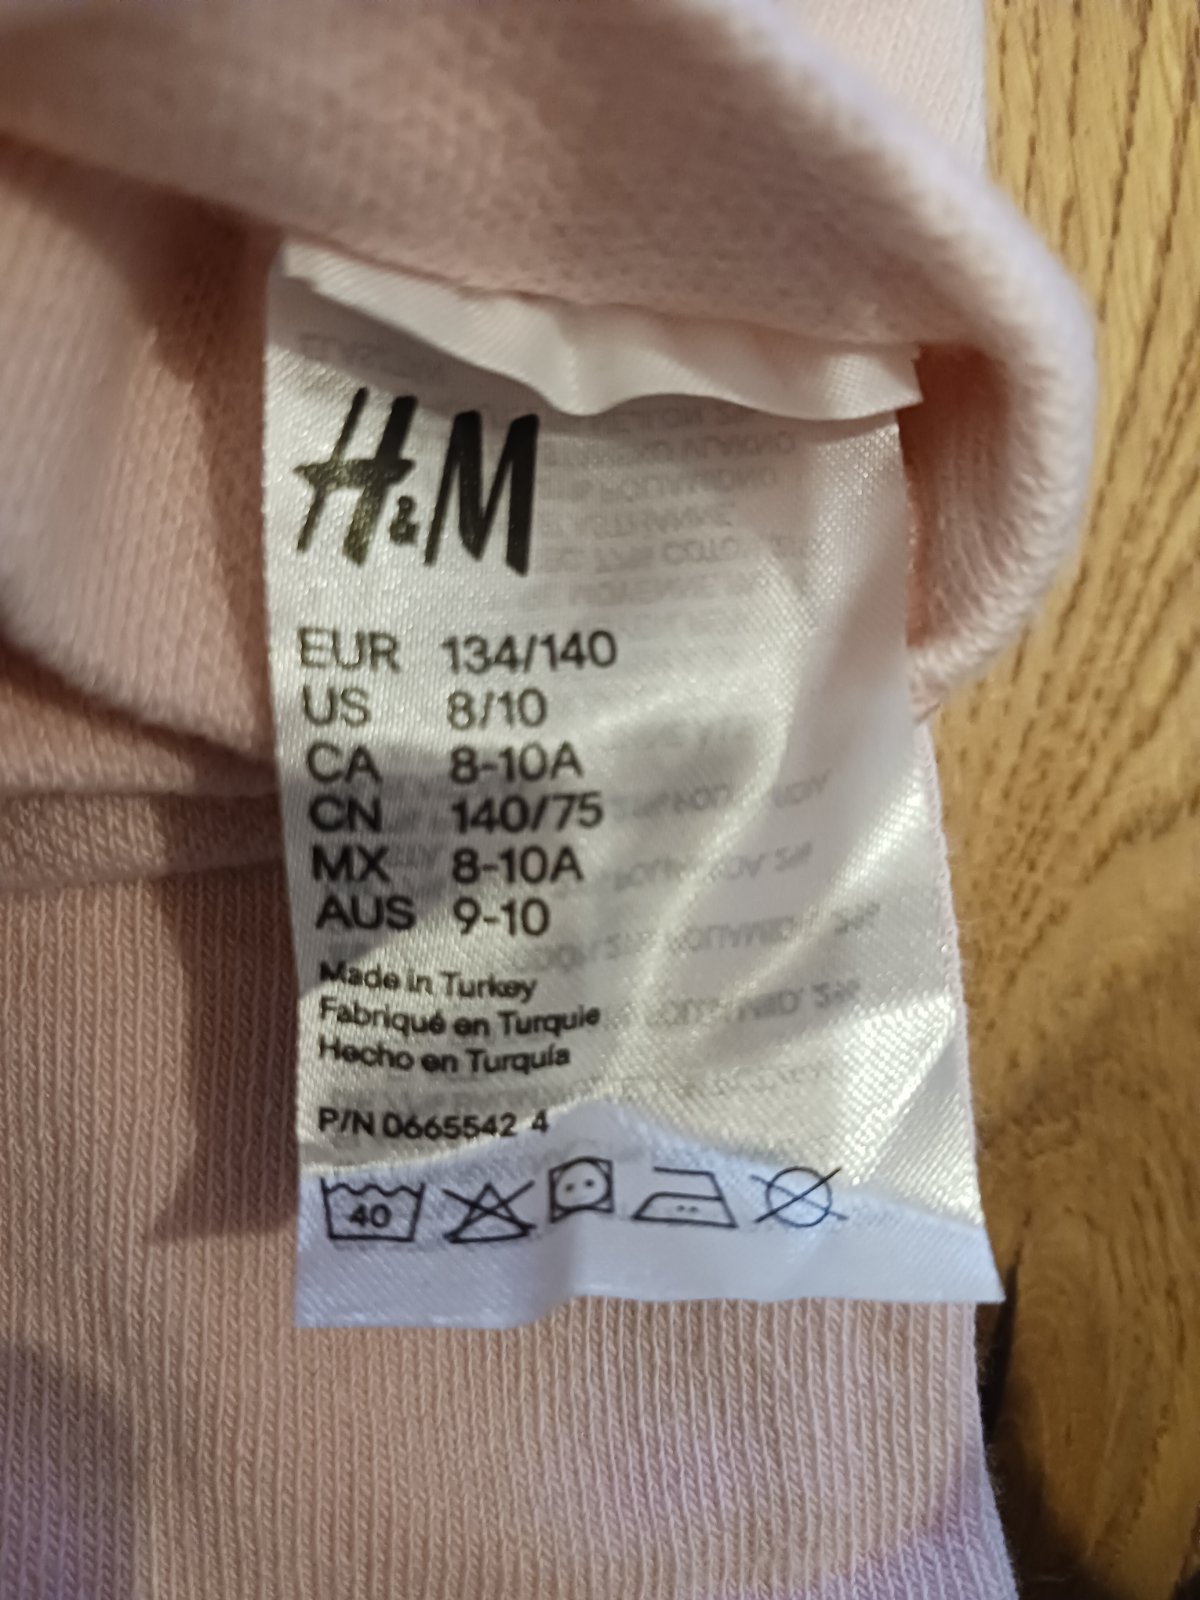 H&M
EUR 134/140
US 8/10
CA 8-10A
CN 140/75
MX 8-10A
AUS 9-10
Made in Turkey
Fabriqué en Turquie
Hecho en Turquía
P/N 0665542 4
40